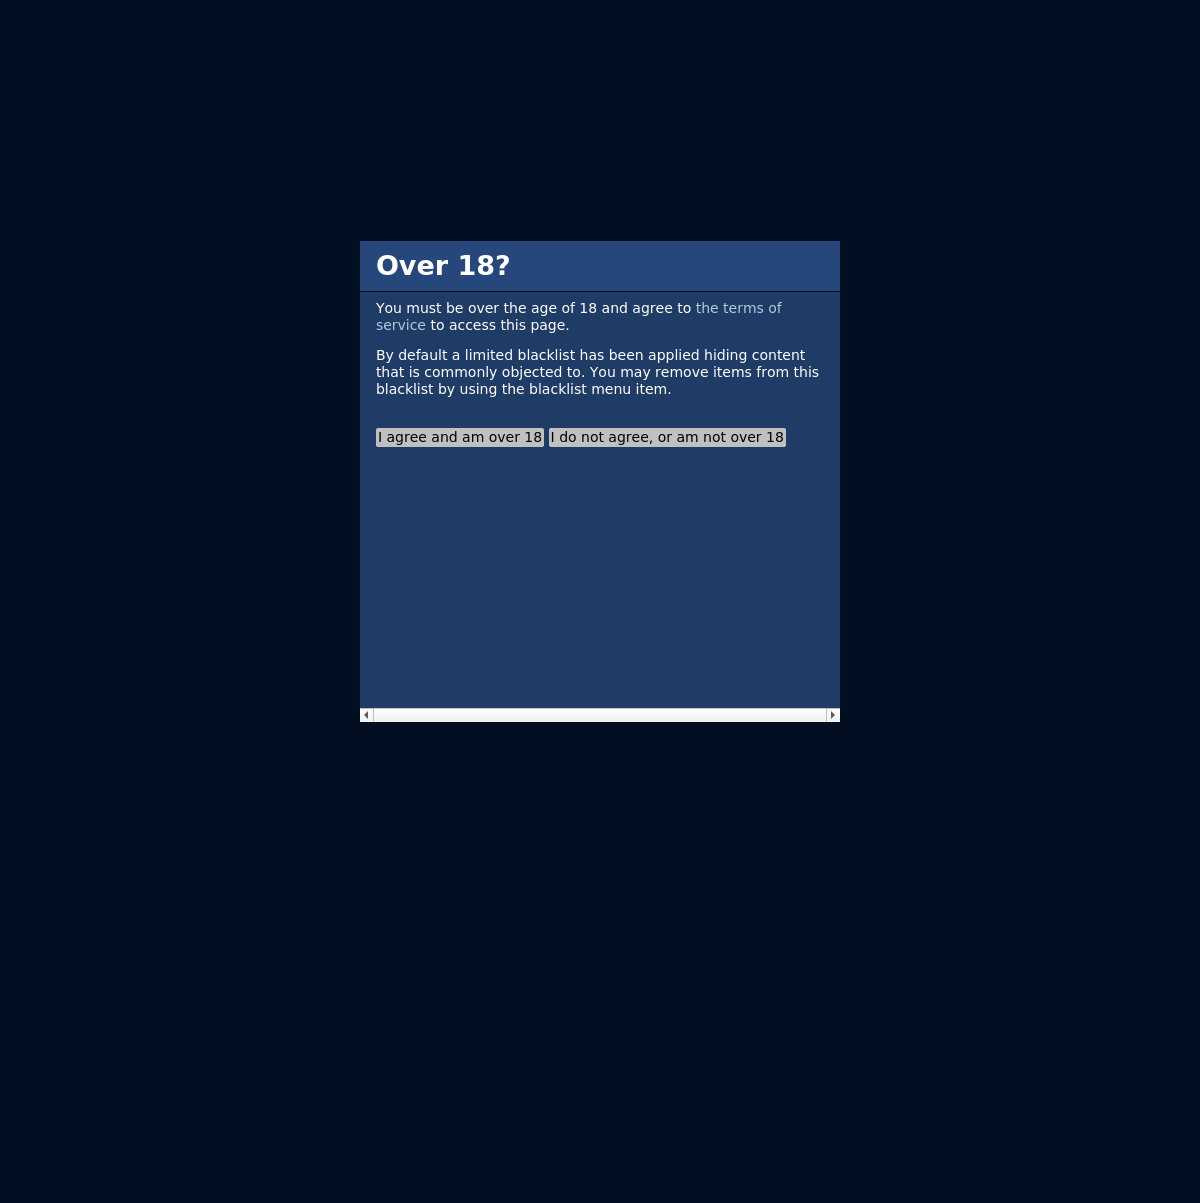 Over 18?
You must be over the age of 18 and agree to the terms of
service to access this page.
By default a limited blacklist has been applied hiding content
that is commonly objected to. You may remove items from this
blacklist by using the blacklist menu item.
I agree and am over 18 I do not agree, or am not over 18